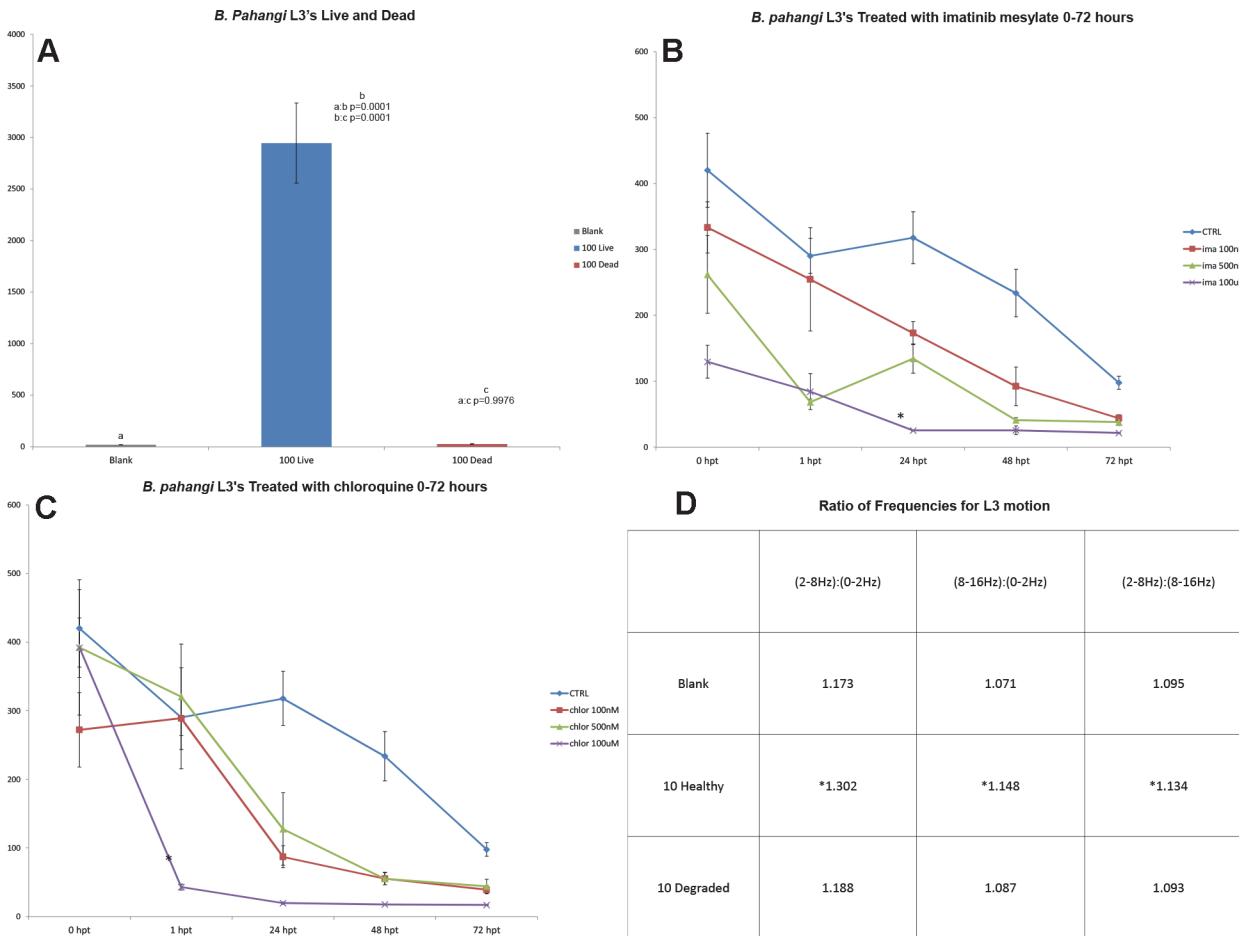 B. Pahangi L3's Live and Dead
A
4000
3500
3000
2500
2000
1500
1000
500
0
b
a:b p=0.0001
b:c p=0.0001
c
a:c p=0.9976
a
Blank
100 Live
100 Dead
Blank
100 Live
100 Dead
B. pahangi L3's Treated with imatinib mesylate 0-72 hours
B
600
500
400
300
200
100
0
*
0 hpt
1 hpt
24 hpt
48 hpt
72 hpt
CTRL
ima 100n
ima 500n
ima 100u
B. pahangi L3's Treated with chloroquine 0-72 hours
C
600
500
400
300
200
100
0
*
0 hpt
1 hpt
24 hpt
48 hpt
72 hpt
CTRL
chlor 100nM
chlor 500nM
chlor 100uM
D
Ratio of Frequencies for L3 motion
(2-8Hz):(0-2Hz)
(8-16Hz):(0-2Hz)
(2-8Hz):(8-16Hz)
Blank
1.173
1.071
1.095
10 Healthy
*1.302
*1.148
*1.134
10 Degraded
1.188
1.087
1.093